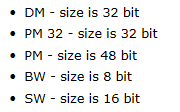 • DM - size is 32 bit
• PM 32 - size is 32 bit
• PM - size is 48 bit
• BW - size is 8 bit
• SW - size is 16 bit